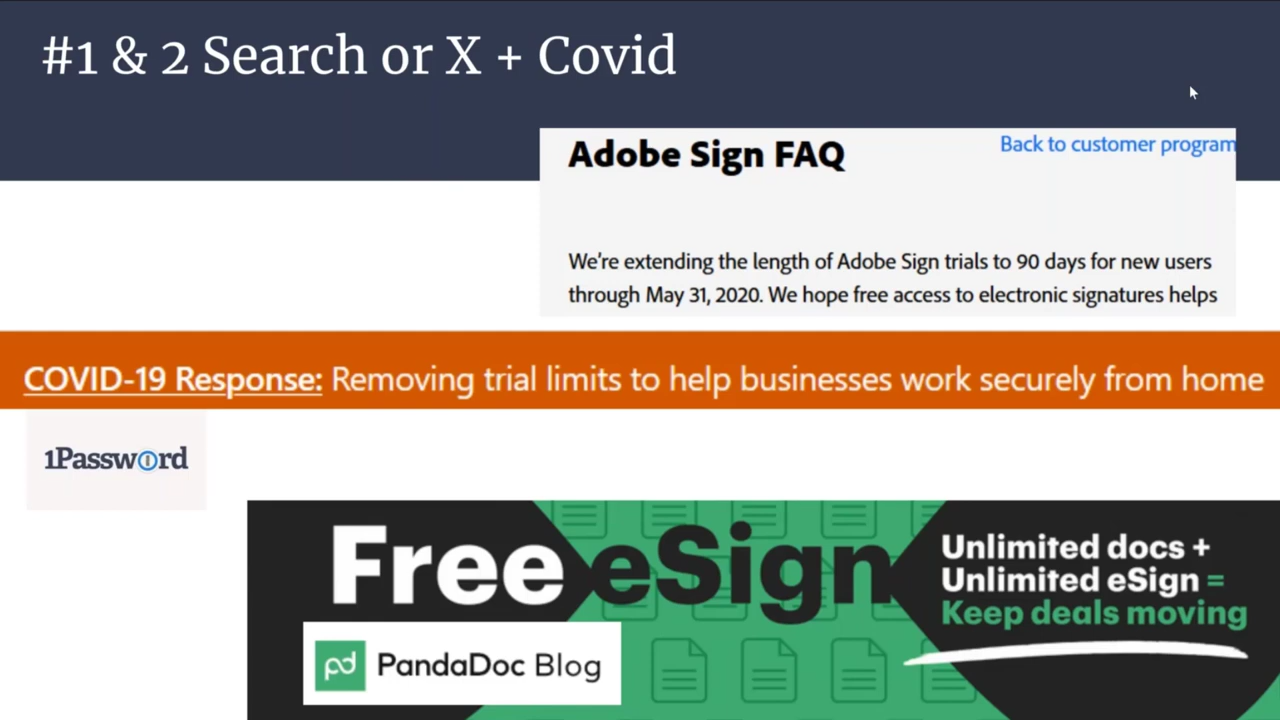 #1 & 2 Search or X + Covid
Adobe Sign FAQ
Back to customer program
We're extending the length of Adobe Sign trials to 90 days for new users
through May 31, 2020. We hope free access to electronic signatures helps
COVID-19 Response: Removing trial limits to help businesses work securely from home
1Password
Free eSign
Unlimited docs +
Unlimited eSign =
Keep deals moving
pd PandaDoc Blog